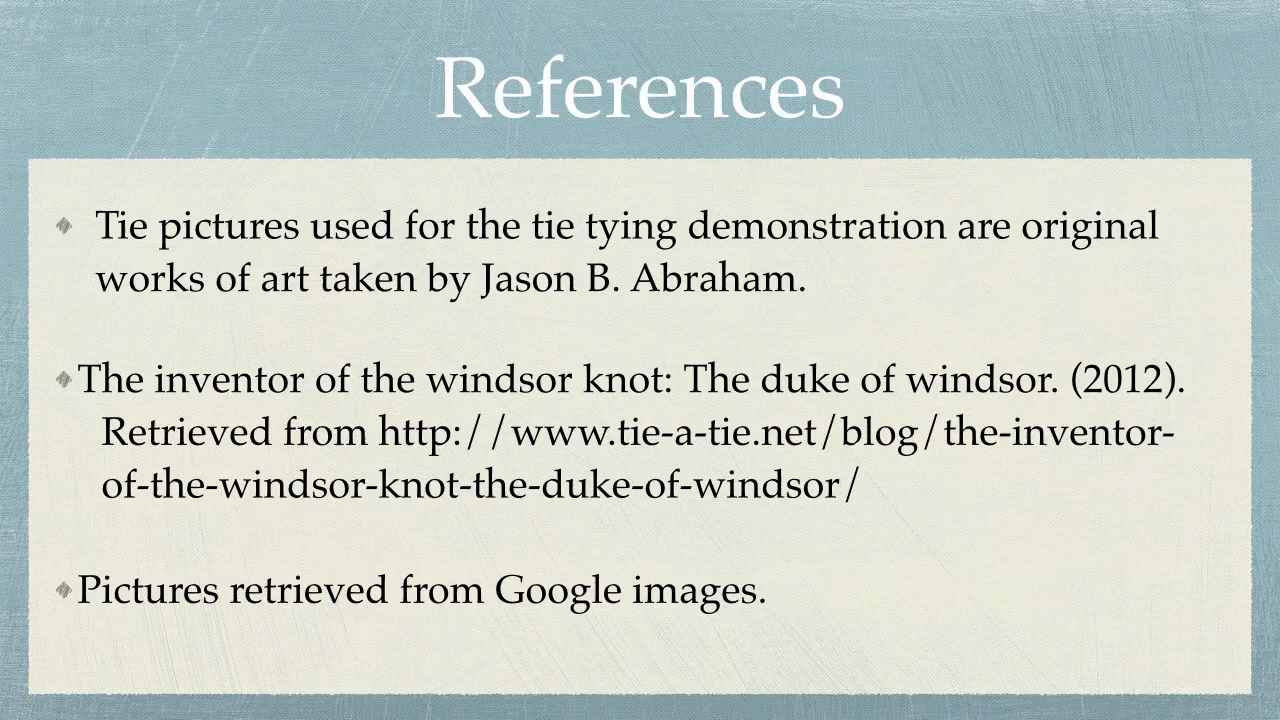 References
Tie pictures used for the tie tying demonstration are original
works of art taken by Jason B. Abraham.
The inventor of the windsor knot: The duke of windsor. (2012).
Retrieved from http://www.tie-a-tie.net/blog/the-inventor-
of-the-windsor-knot-the-duke-of-windsor/
Pictures retrieved from Google images.